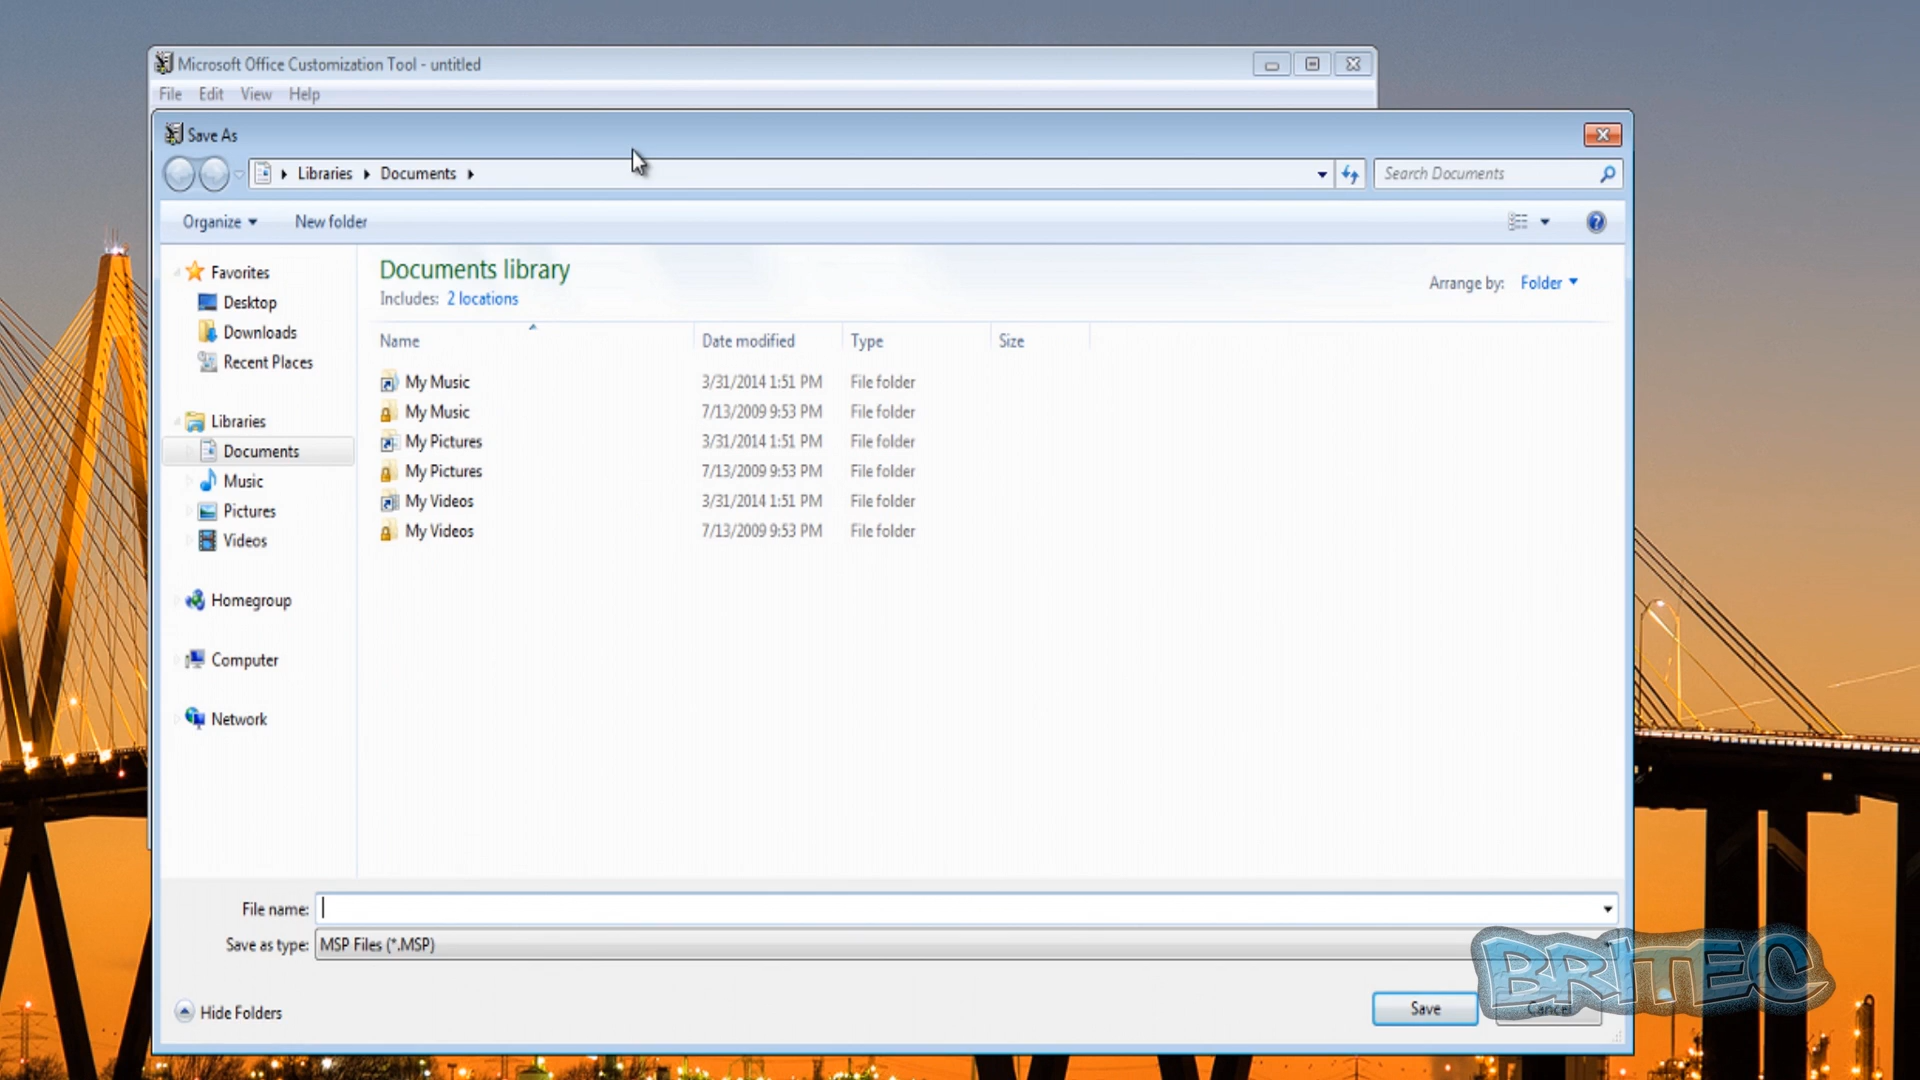 Microsoft Office Customization Tool - untitled
File Edit View Help
Save As
Libraries Documents
Search Documents
Organize New folder
Documents library
Includes: 2 locations
Arrange by: Folder
Name Date modified Type Size
My Music 3/31/2014 1:51 PM File folder
My Music 7/13/2009 9:53 PM File folder
My Pictures 3/31/2014 1:51 PM File folder
My Pictures 7/13/2009 9:53 PM File folder
My Videos 3/31/2014 1:51 PM File folder
My Videos 7/13/2009 9:53 PM File folder
Favorites
Desktop
Downloads
Recent Places
Libraries
Documents
Music
Pictures
Videos
Homegroup
Computer
Network
File name:
Save as type: MSP Files (*.MSP)
Hide Folders
Save
Cancel
BRITEC